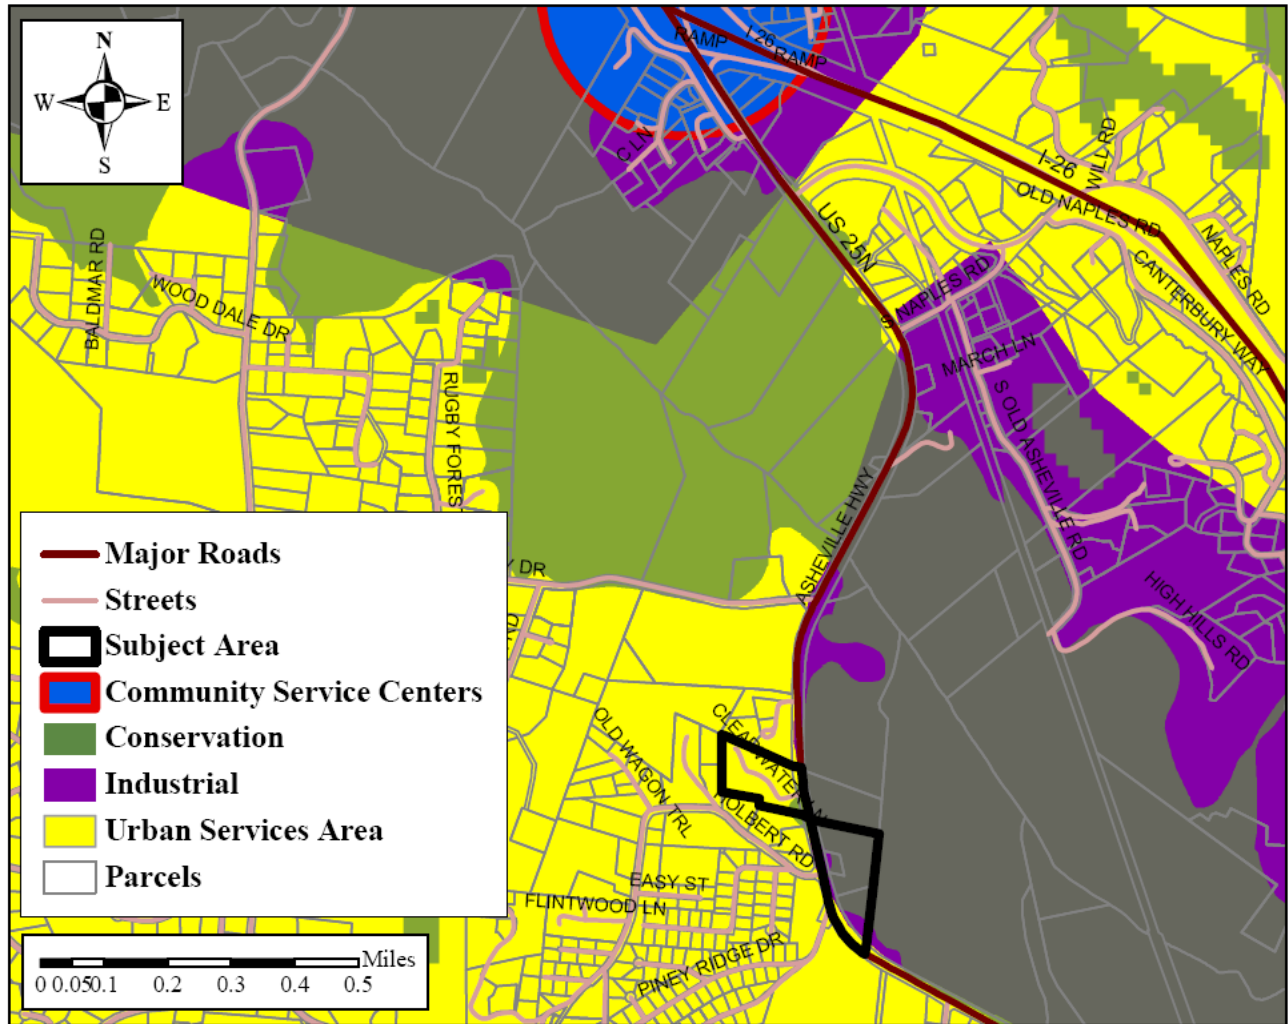 N
W E
S
RAMP
I-26
RAMP
C LN
WILL RD
I-26
OLD NAPLES RD
US 25N
NAPLES RD
BALDMAR RD
WOOD DALE DR
S NAPLES RD
CANTERBURY WAY
MARCH LN
RUGBY FORES
S OLD ASHEVILLE RD
ASHEVILLE HWY
Y DR
RD
HIGH HILLS RD
Major Roads
Streets
Subject Area
Community Service Centers
Conservation
Industrial
Urban Services Area
Parcels
CLEARWATER LN
OLD WAGON TRL
HOLBERT RD
EASY ST
FLINTWOOD LN
PINEY RIDGE DR
Miles
0 0.050.1 0.2 0.3 0.4 0.5